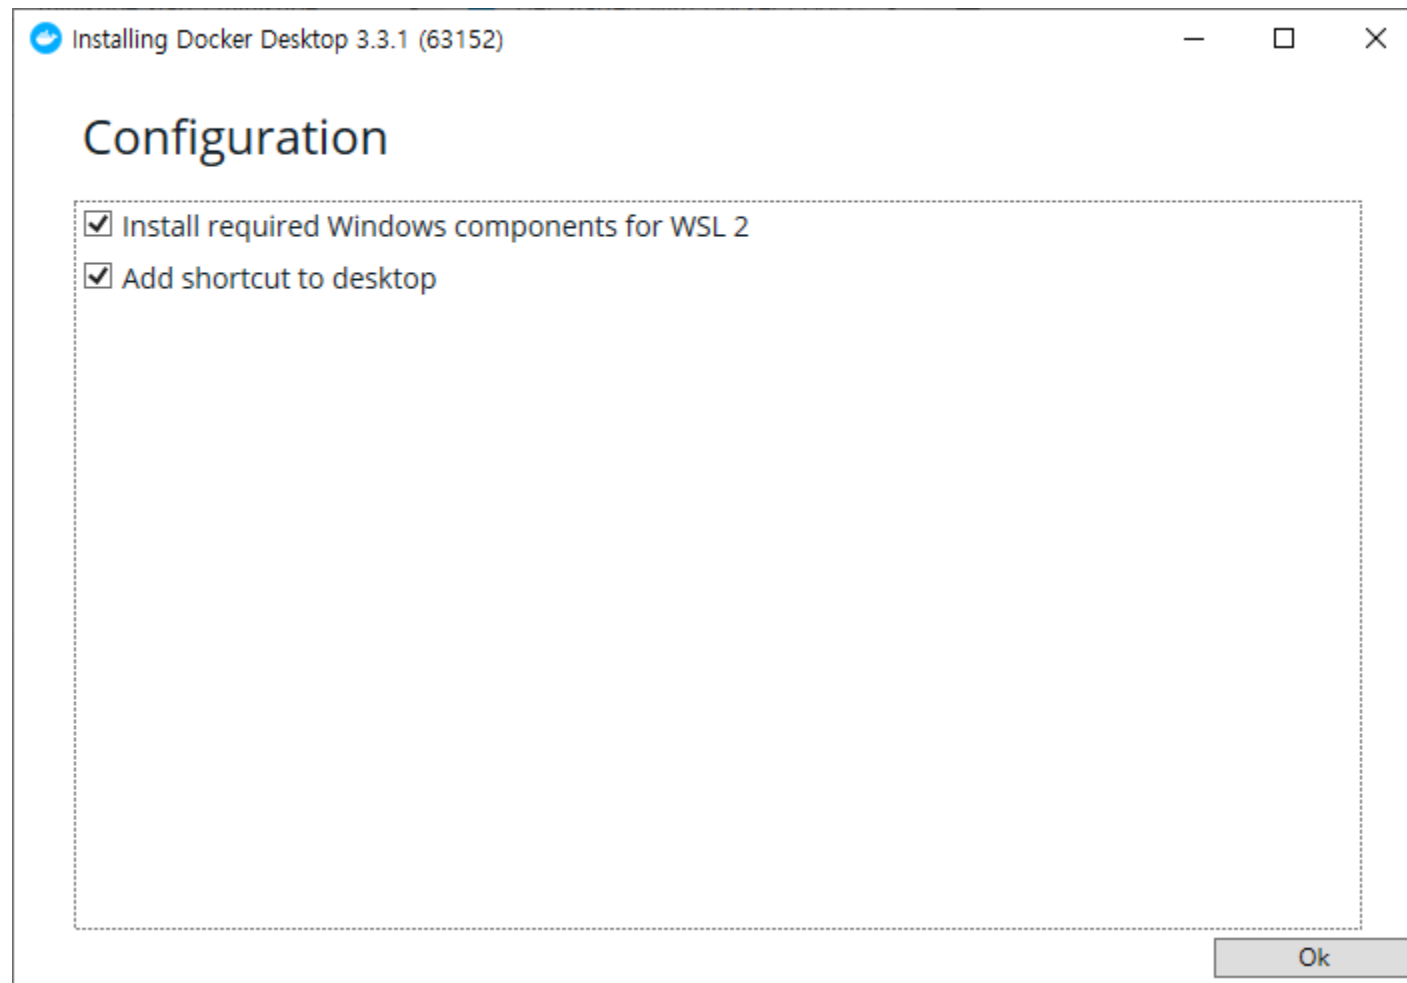 Installing Docker Desktop 3.3.1 (63152)
Configuration
Install required Windows components for WSL 2
Add shortcut to desktop
Ok